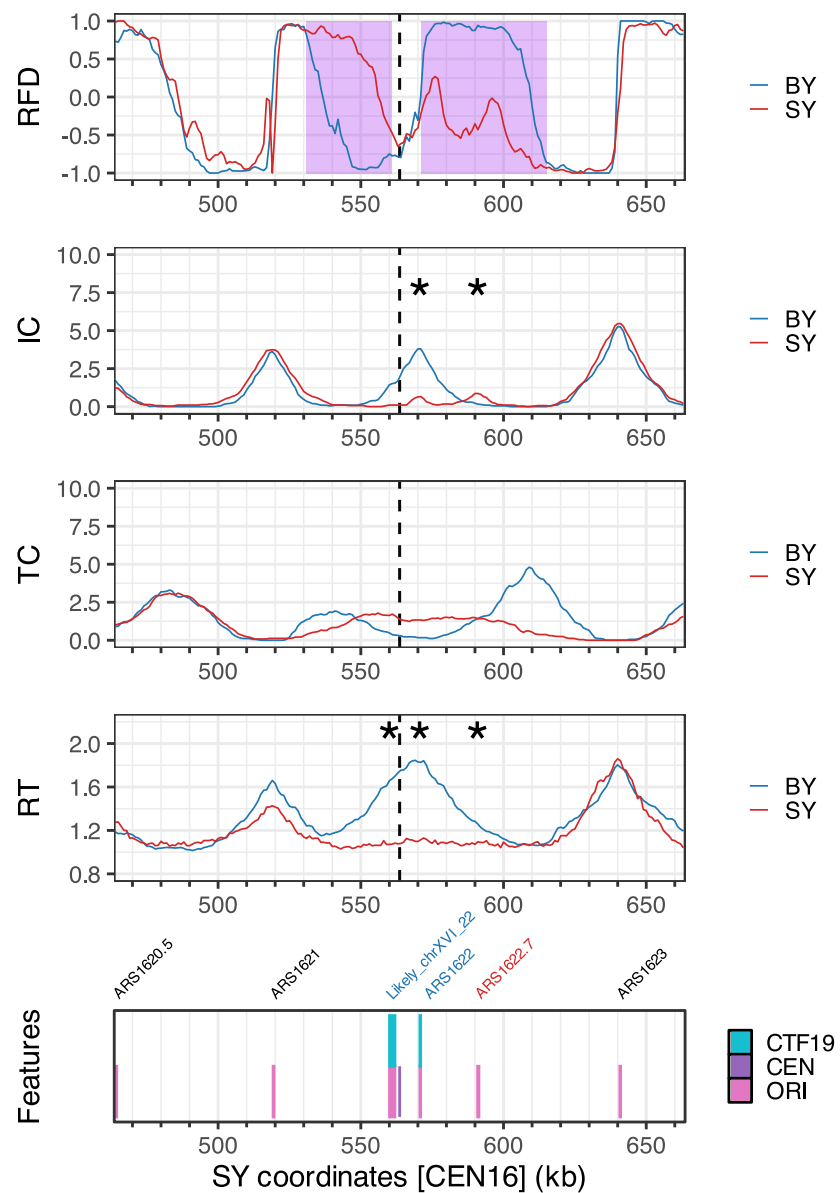 RFD
1.0
0.5
0.0
-0.5
-1.0
500
550
600
650
BY
SY
IC
10.0
7.5
5.0
2.5
0.0
* *
500
550
600
650
BY
SY
TC
10.0
7.5
5.0
2.5
0.0
500
550
600
650
BY
SY
RT
2.0
1.6
1.2
0.8
* * *
500
550
600
650
BY
SY
ARS1620.5
ARS1621
Likely_chrXVI_22
ARS1622
ARS1622.7
ARS1623
Features
CTF19
CEN
ORI
500
550
600
650
SY coordinates [CEN16] (kb)